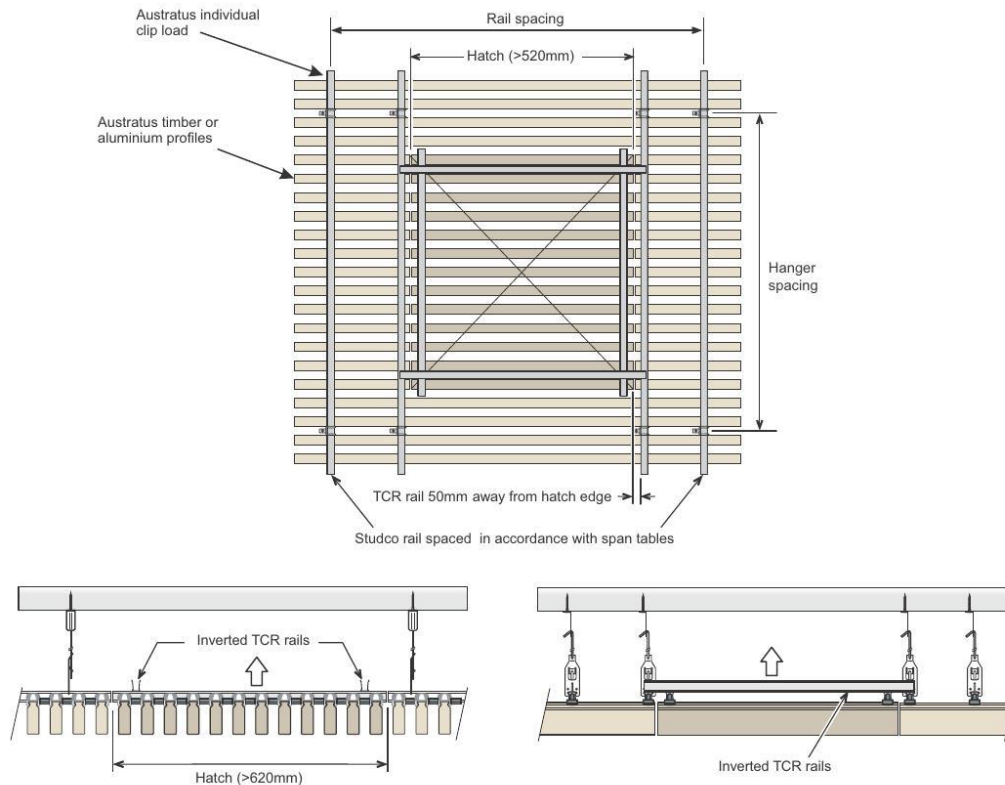 Austratus individual
clip load
Rail spacing
Hatch (>520mm)
Austratus timber or
aluminium profiles
Hanger
spacing
TCR rail 50mm away from hatch edge
Studco rail spaced in accordance with span tables
Inverted TCR rails
Hatch (>620mm)
Inverted TCR rails